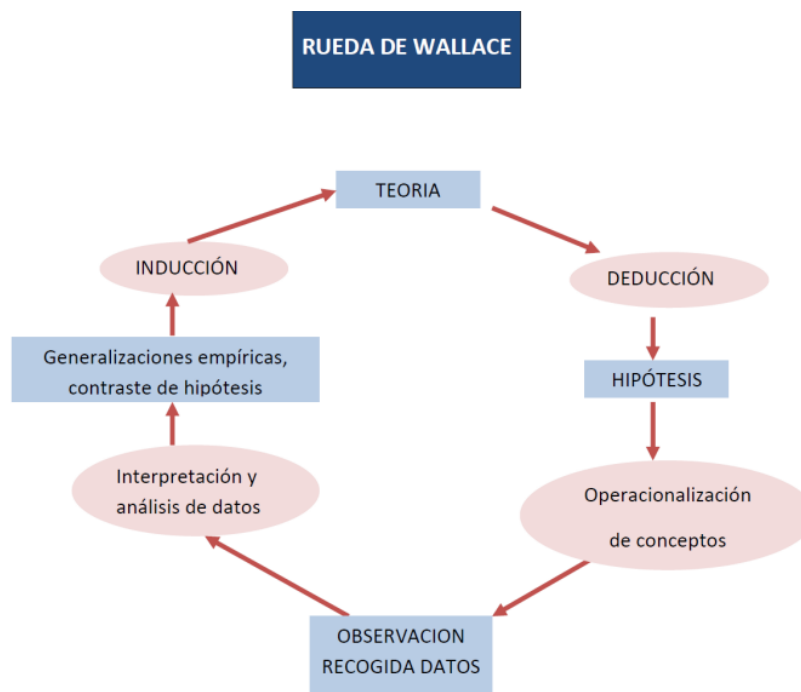 RUEDA DE WALLACE
TEORIA
INDUCCIÓN
DEDUCCIÓN
Generalizaciones empíricas,
contraste de hipótesis
HIPÓTESIS
Interpretación y
análisis de datos
Operacionalización
de conceptos
OBSERVACION
RECOGIDA DATOS